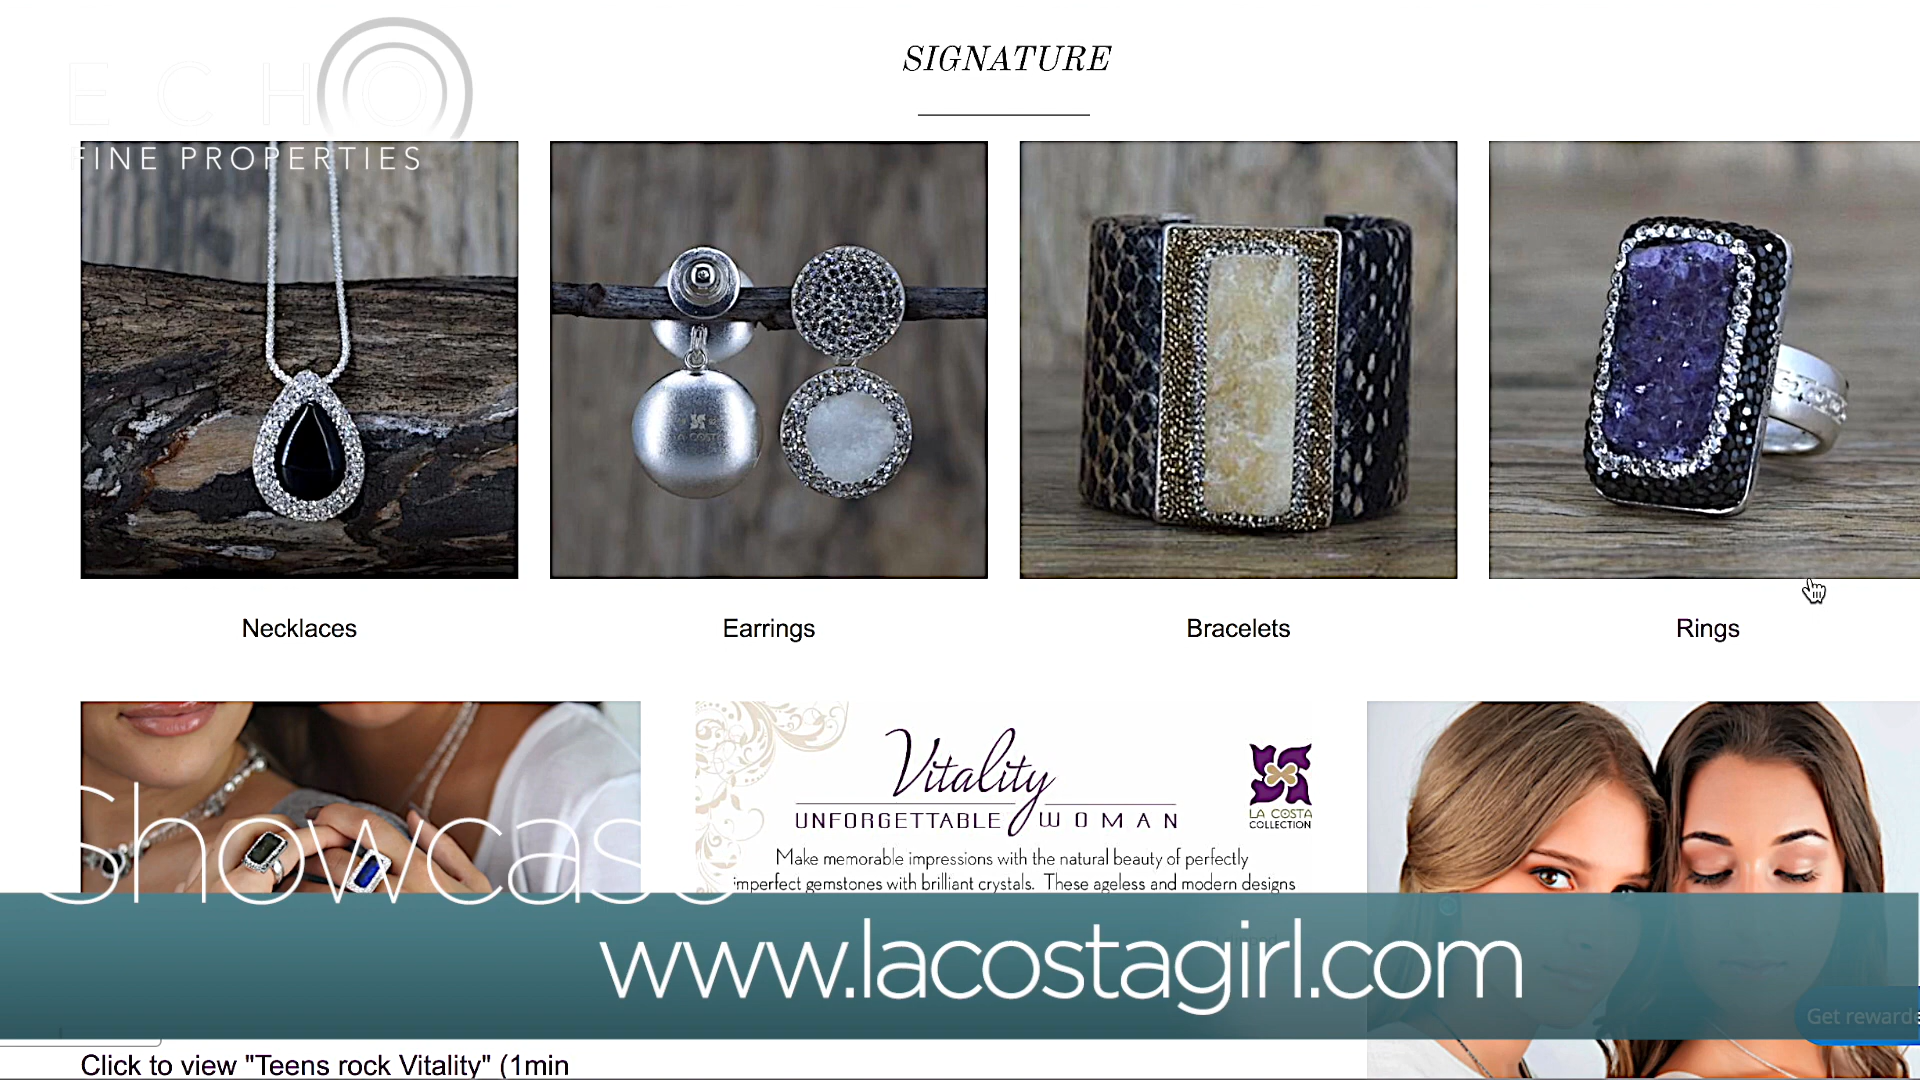 SIGNATURE
ECHO
FINE PROPERTIES
Necklaces
Earrings
Bracelets
Rings
Vitality
UNFORGETTABLE WOMAN
LA COSTA
COLLECTION
Make memorable impressions with the natural beauty of perfectly
imperfect gemstones with brilliant crystals. These ageless and modern designs
Showcase
www.lacostagirl.com
Get rewarde
Click to view "Teens rock Vitality" (1min